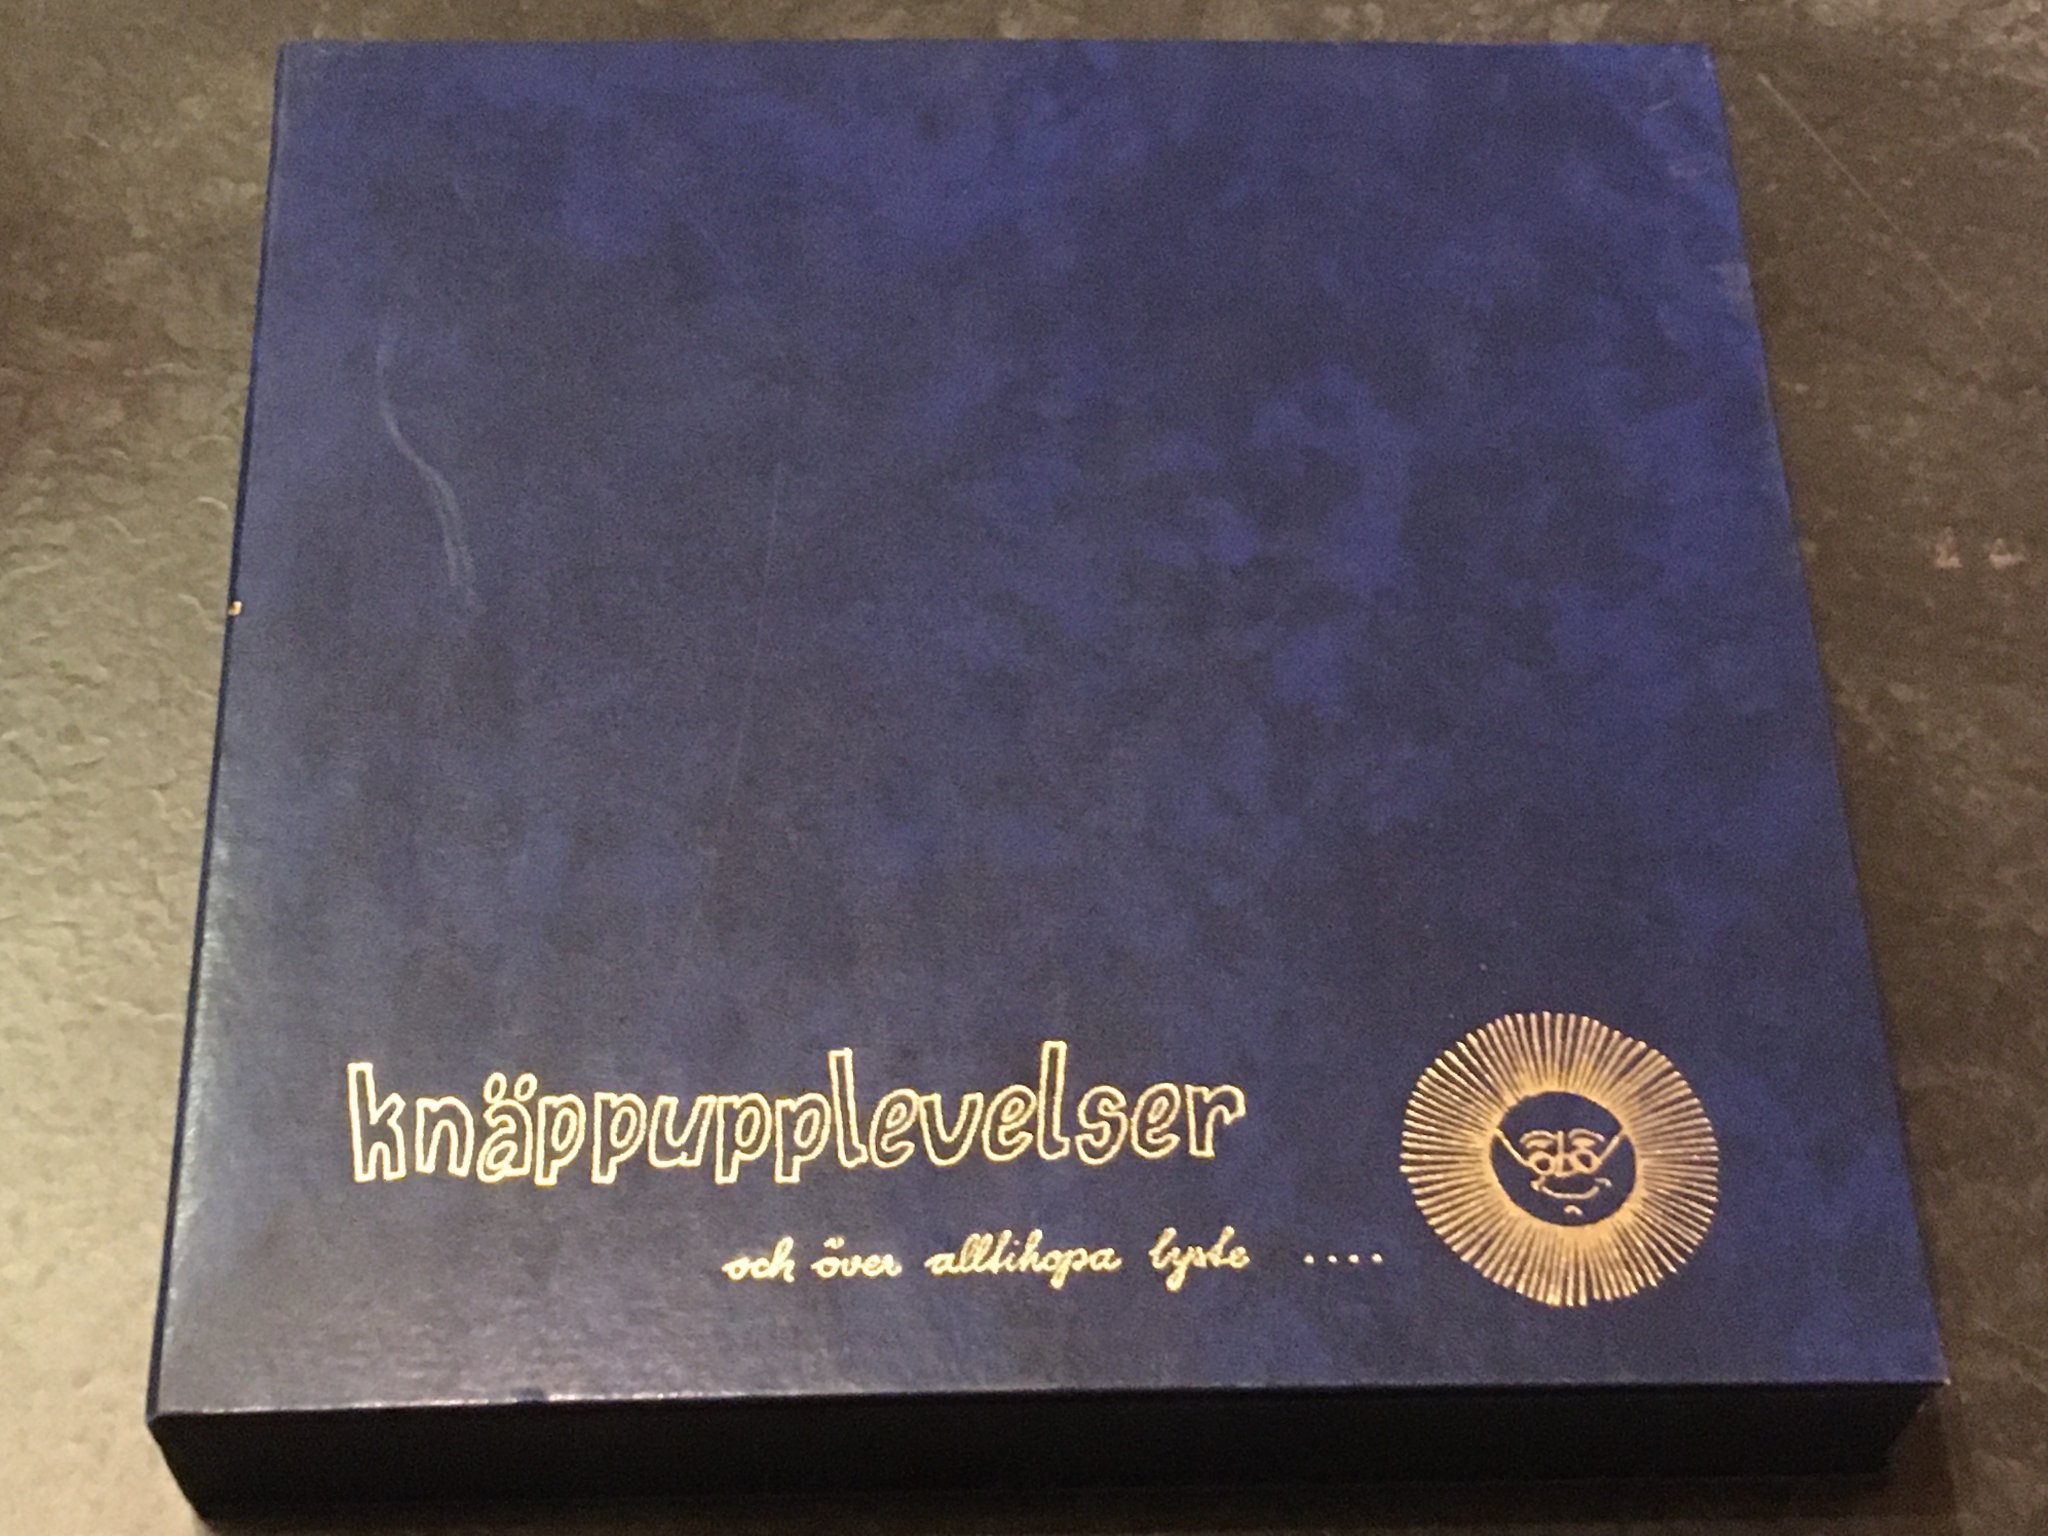 knäppupplevelser
och över alltihopa lyste ....